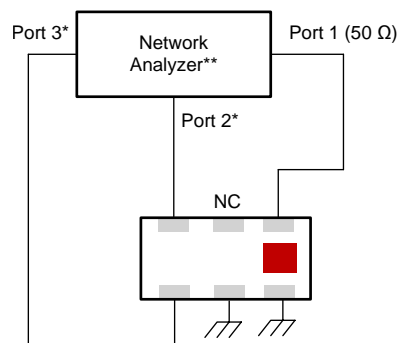 Port 3*
Network
Analyzer**
Port 1 (50 Ω)
Port 2*
NC